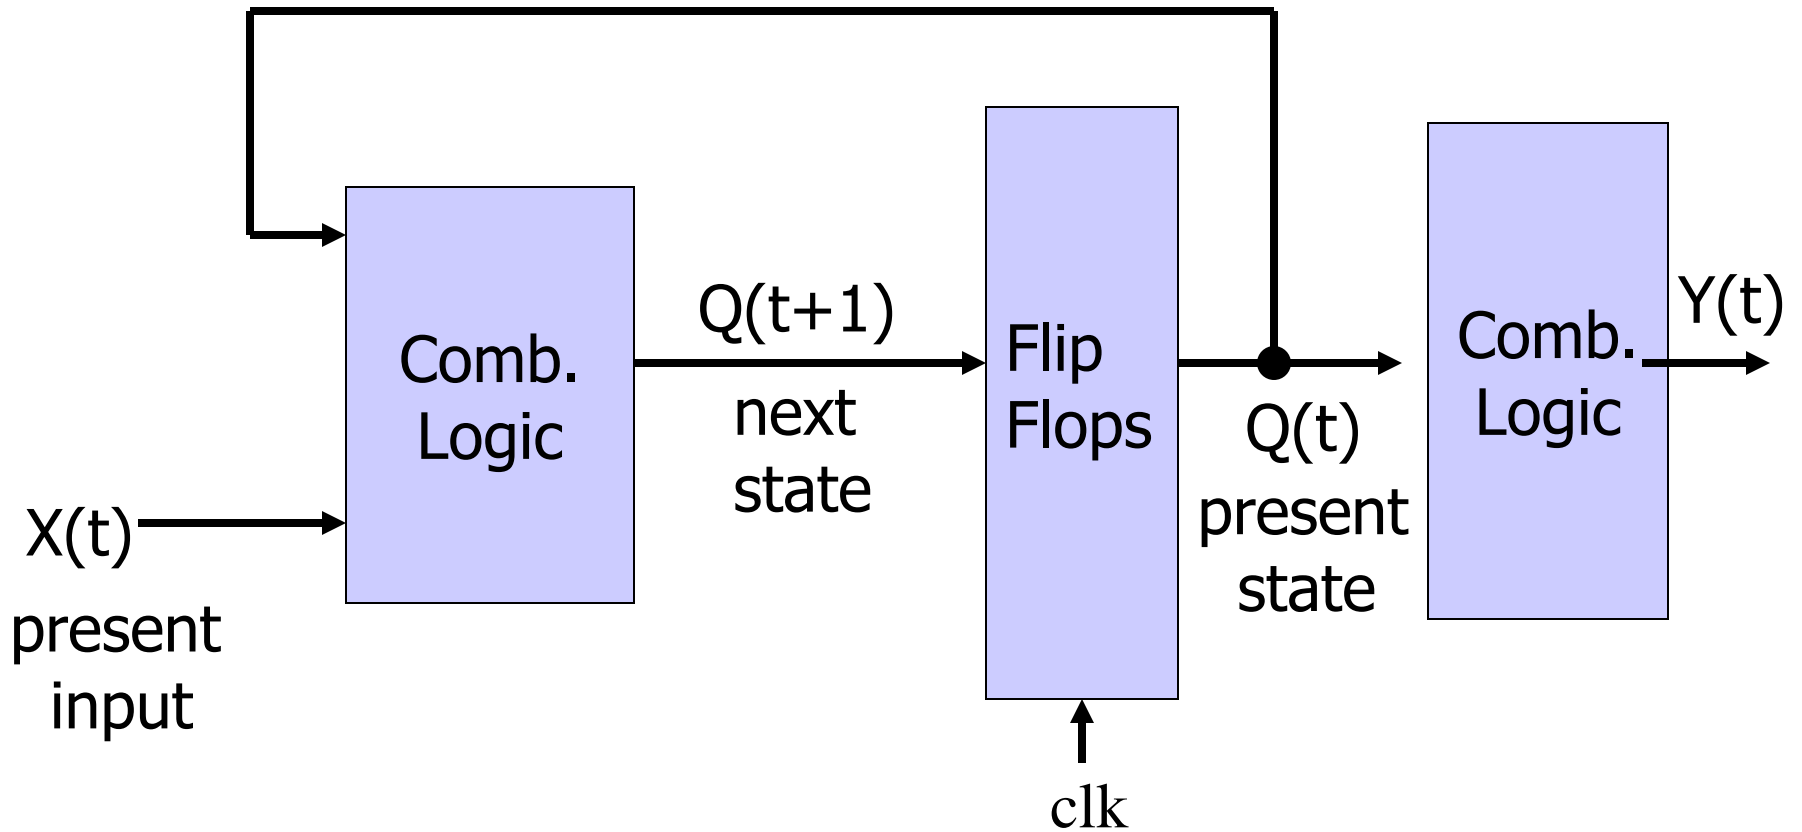 X(t)
present
input
Comb.
Logic
Q(t+1)
next
state
Flip
Flops
clk
Q(t)
present
state
Comb.
Logic
Y(t)